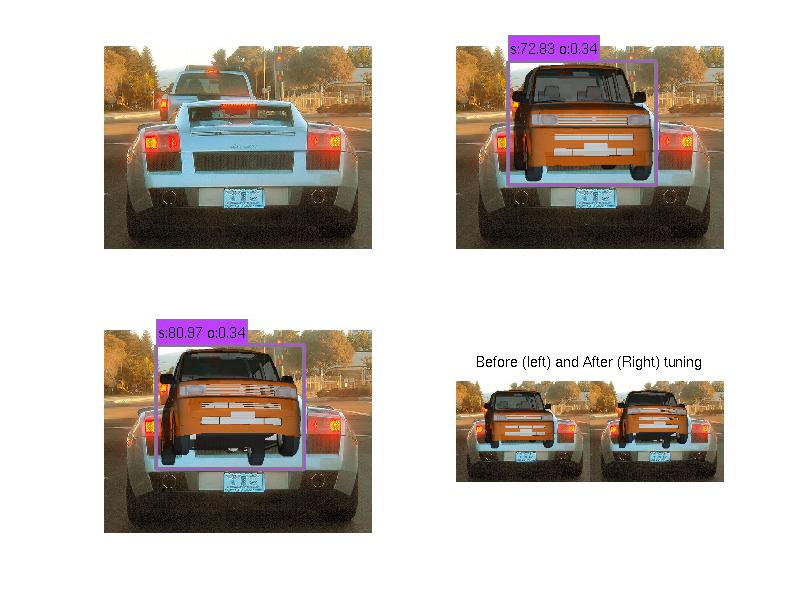 s:72.83 o:0.34
s:80.97 o:0.34
Before (left) and After (Right) tuning